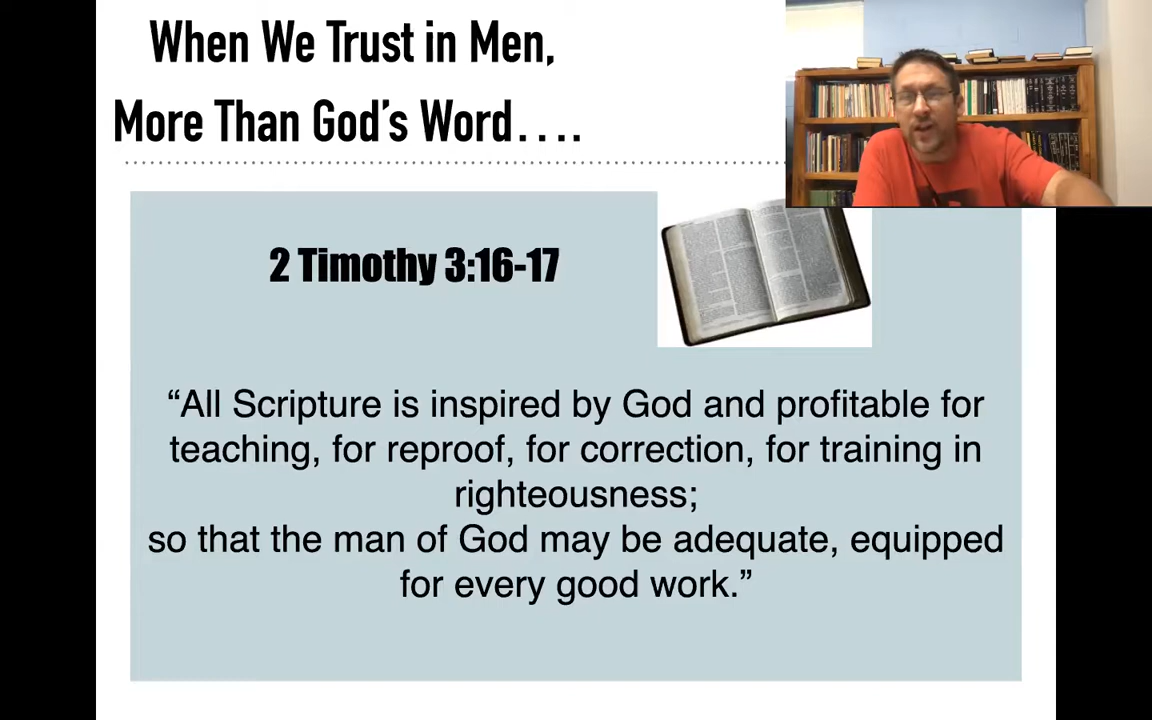 When We Trust in Men,
More Than God’s Word….
2 Timothy 3:16-17
“All Scripture is inspired by God and profitable for
teaching, for reproof, for correction, for training in
righteousness;
so that the man of God may be adequate, equipped
for every good work.”